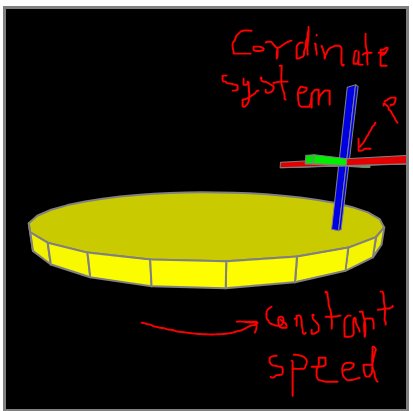 Cordinate
system
P
constant
speed